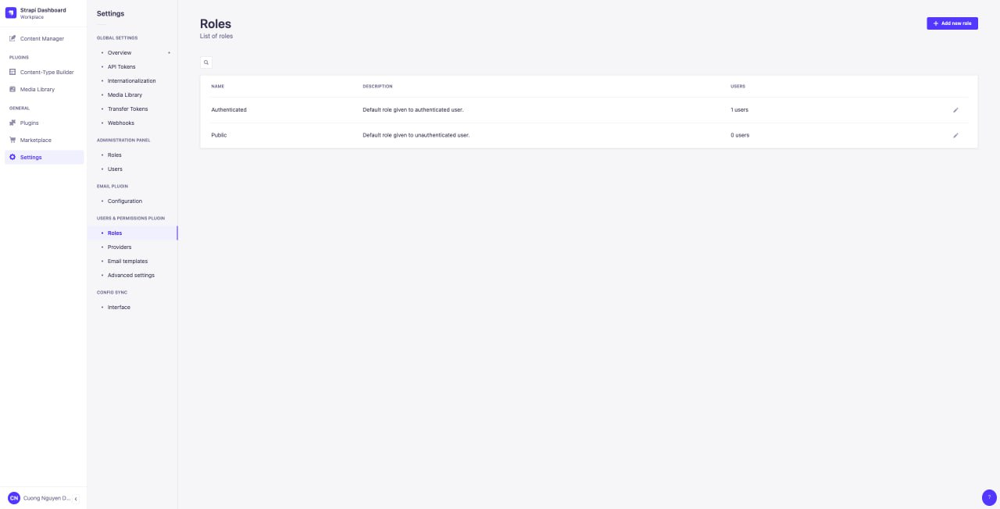 Strapi Dashboard
Workplace
Content Manager
PLUGINS
Content-Type Builder
Media Library
GENERAL
Plugins
Marketplace
Settings
CN
Cuong Nguyen D...
Settings
GLOBAL SETTINGS
Overview
API Tokens
Internationalization
Media Library
Transfer Tokens
Webhooks
ADMINISTRATION PANEL
Roles
Users
EMAIL PLUGIN
Configuration
USERS & PERMISSIONS PLUGIN
Roles
Providers
Email templates
Advanced settings
CONFIG SYNC
Interface
Roles
List of roles
Add new role
NAME DESCRIPTION USERS
Authenticated Default role given to authenticated user. 1 users
Public Default role given to unauthenticated user. 0 users
?